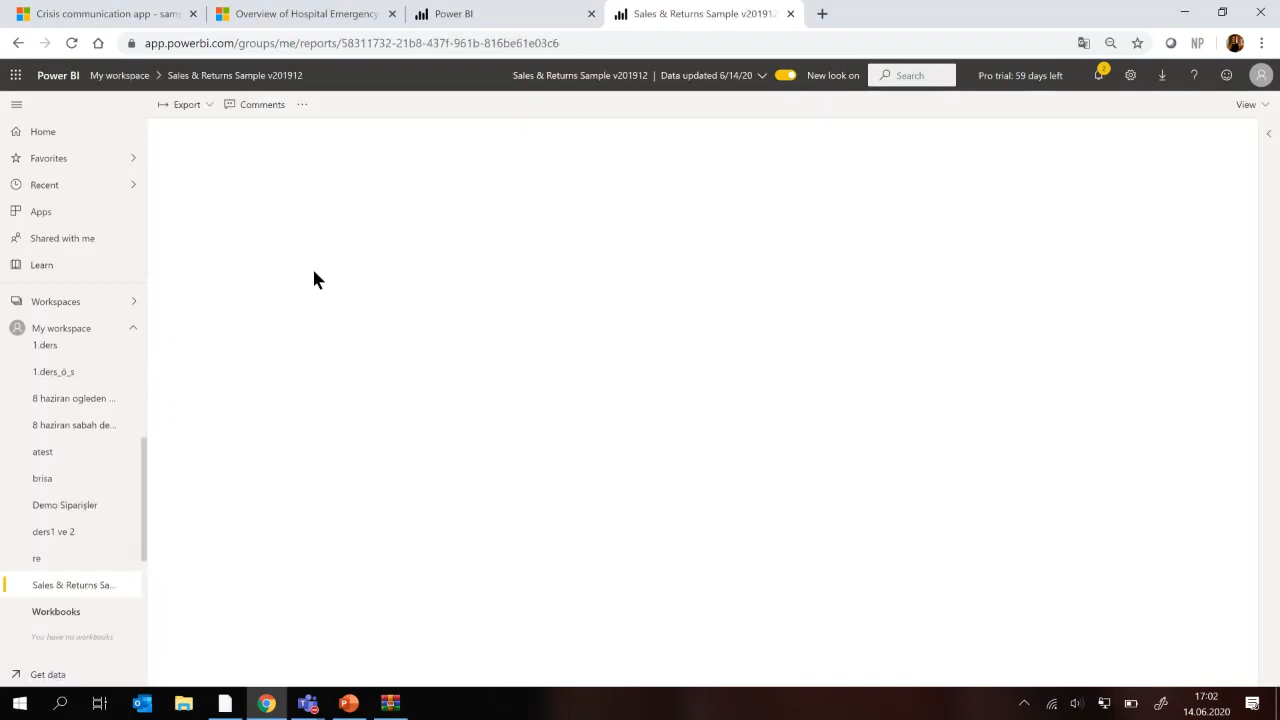 Crisis communication app - sam
Overview of Hospital Emergency
Power BI
Sales & Returns Sample v201912
app.powerbi.com/groups/me/reports/58311732-21b8-437f-961b-816be61e03c6
NP
Power BI My workspace > Sales & Returns Sample v201912
Sales & Returns Sample v201912 | Data updated 6/14/20
New look on
Search
Pro trial: 59 days left
2
Export
Comments
View
Home
Favorites
Recent
Apps
Shared with me
Learn
Workspaces
My workspace
1.ders
1.ders_ö_s
8 haziran ogleden ...
8 haziran sabah de...
atest
brisa
Demo Siparişler
ders1 ve 2
re
Sales & Returns Sa...
Workbooks
You have no workbooks
Get data
17:02
14.06.2020